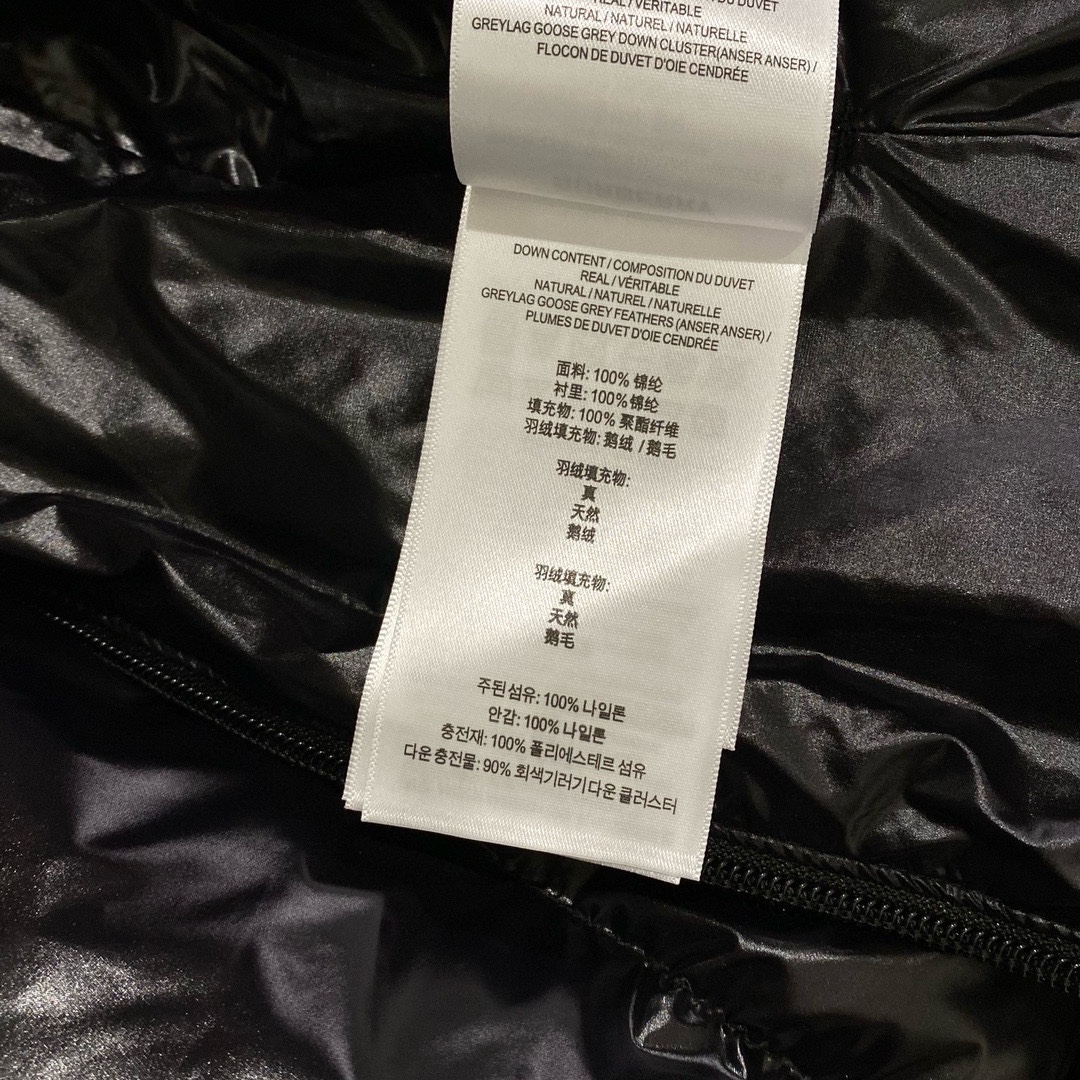 DU DUVET
REAL / VERITABLE
NATURAL / NATUREL / NATURELLE
GREYLAG GOOSE GREY DOWN CLUSTER(ANSER ANSER) /
FLOCON DE DUVET D'OIE CENDRÉE
DOWN CONTENT / COMPOSITION DU DUVET
REAL / VÉRITABLE
NATURAL / NATUREL / NATURELLE
GREYLAG GOOSE GREY FEATHERS (ANSER ANSER) /
PLUMES DE DUVET D'OIE CENDRÉE
面料: 100% 锦纶
衬里: 100% 锦纶
填充物: 100% 聚酯纤维
羽绒填充物: 鹅绒 / 鹅毛
羽绒填充物:
真
天然
鹅绒
羽绒填充物:
真
天然
鹅毛
주된 섬유: 100% 나일론
안감: 100% 나일론
충전재: 100% 폴리에스테르 섬유
다운 충전물: 90% 회색기러기 다운 클러스터